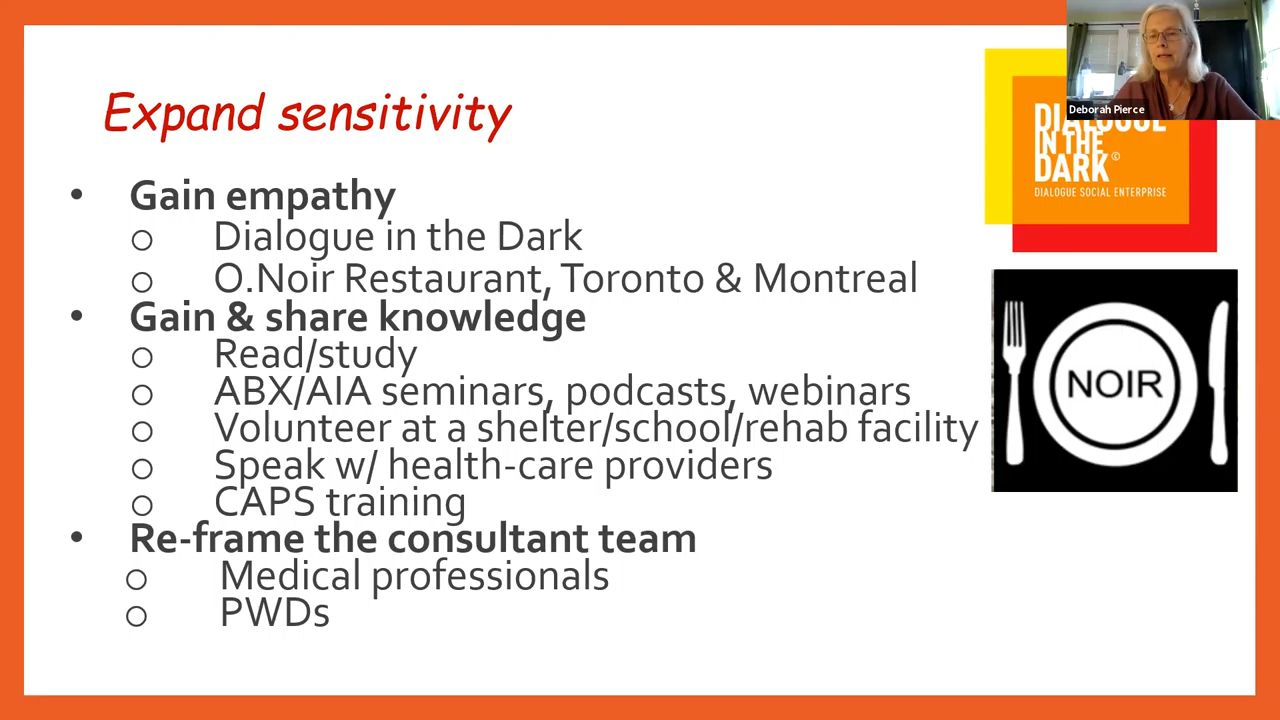 Expand sensitivity
• Gain empathy
o Dialogue in the Dark
o O.Noir Restaurant, Toronto & Montreal
• Gain & share knowledge
o Read/study
o ABX/AIA seminars, podcasts, webinars
o Volunteer at a shelter/school/rehab facility
o Speak w/ health-care providers
o CAPS training
• Re-frame the consultant team
o Medical professionals
o PWDs
Deborah Pierce
DIALOGUE
IN THE
DARK©
DIALOGUE SOCIAL ENTERPRISE
NOIR